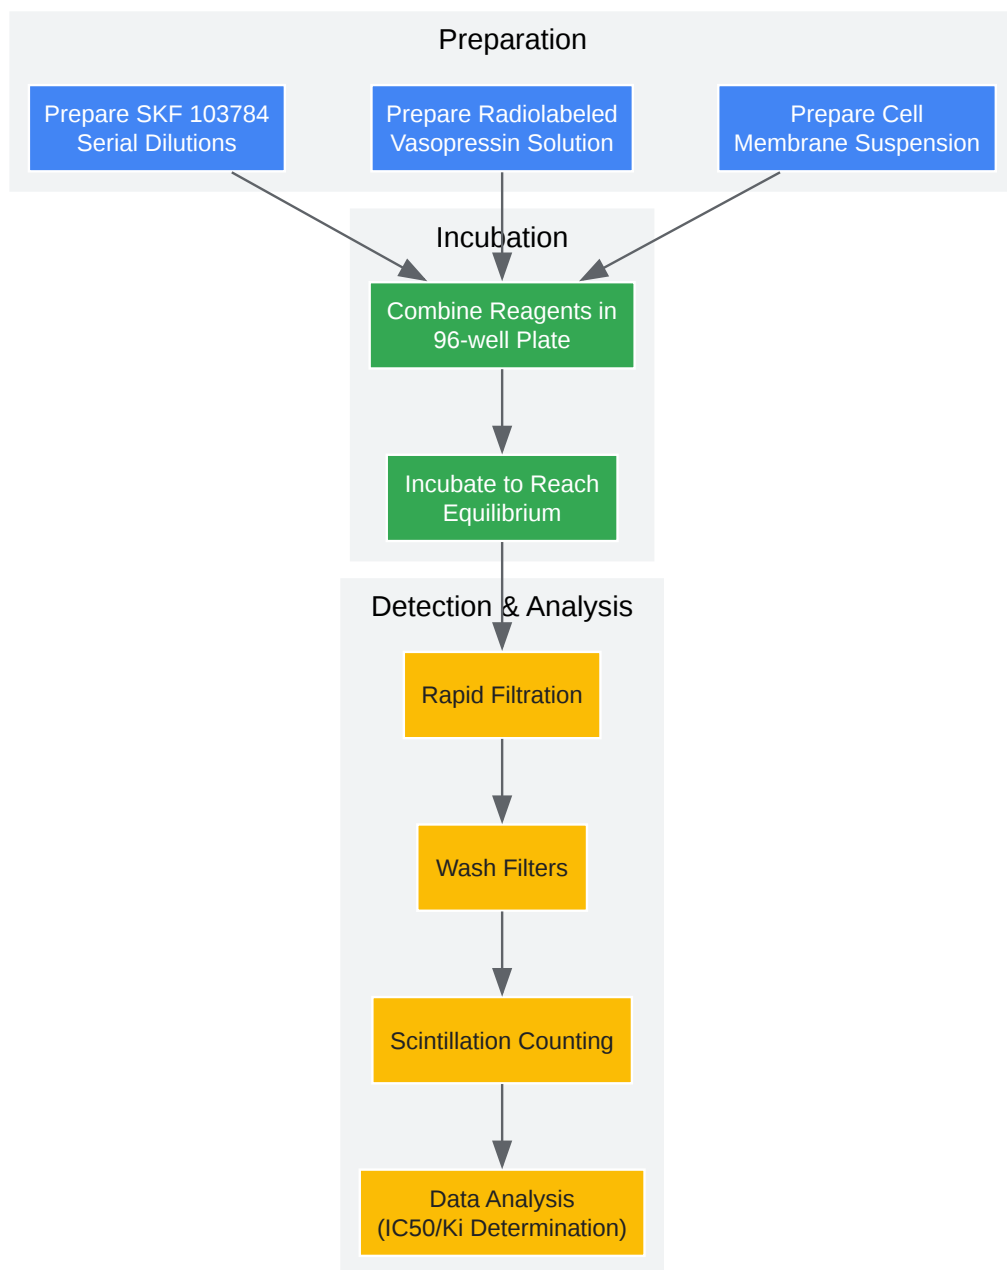 Preparation
Prepare SKF 103784
Serial Dilutions
Prepare Radiolabeled
Vasopressin Solution
Prepare Cell
Membrane Suspension
Incubation
Combine Reagents in
96-well Plate
Incubate to Reach
Equilibrium
Detection & Analysis
Rapid Filtration
Wash Filters
Scintillation Counting
Data Analysis
(IC50/Ki Determination)